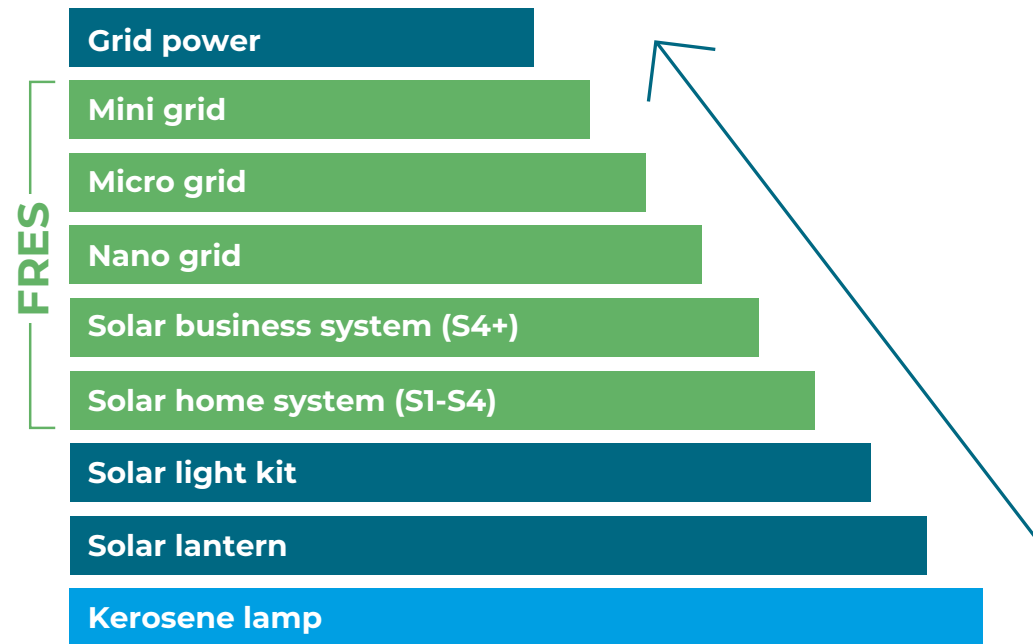 Grid power
Mini grid
Micro grid
Nano grid
Solar business system (S4+)
Solar home system (S1-S4)
Solar light kit
Solar lantern
Kerosene lamp
FRES